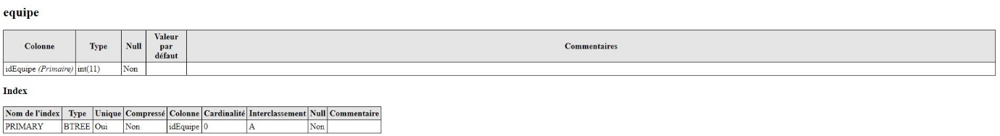 equipe
Colonne Type Null Valeur par défaut Commentaires
idEquipe (Primaire) int(11) Non
Index
Nom de l'index Type Unique Compressé Colonne Cardinalité Interclassement Null Commentaire
PRIMARY BTREE Oui Non idEquipe 0 A Non